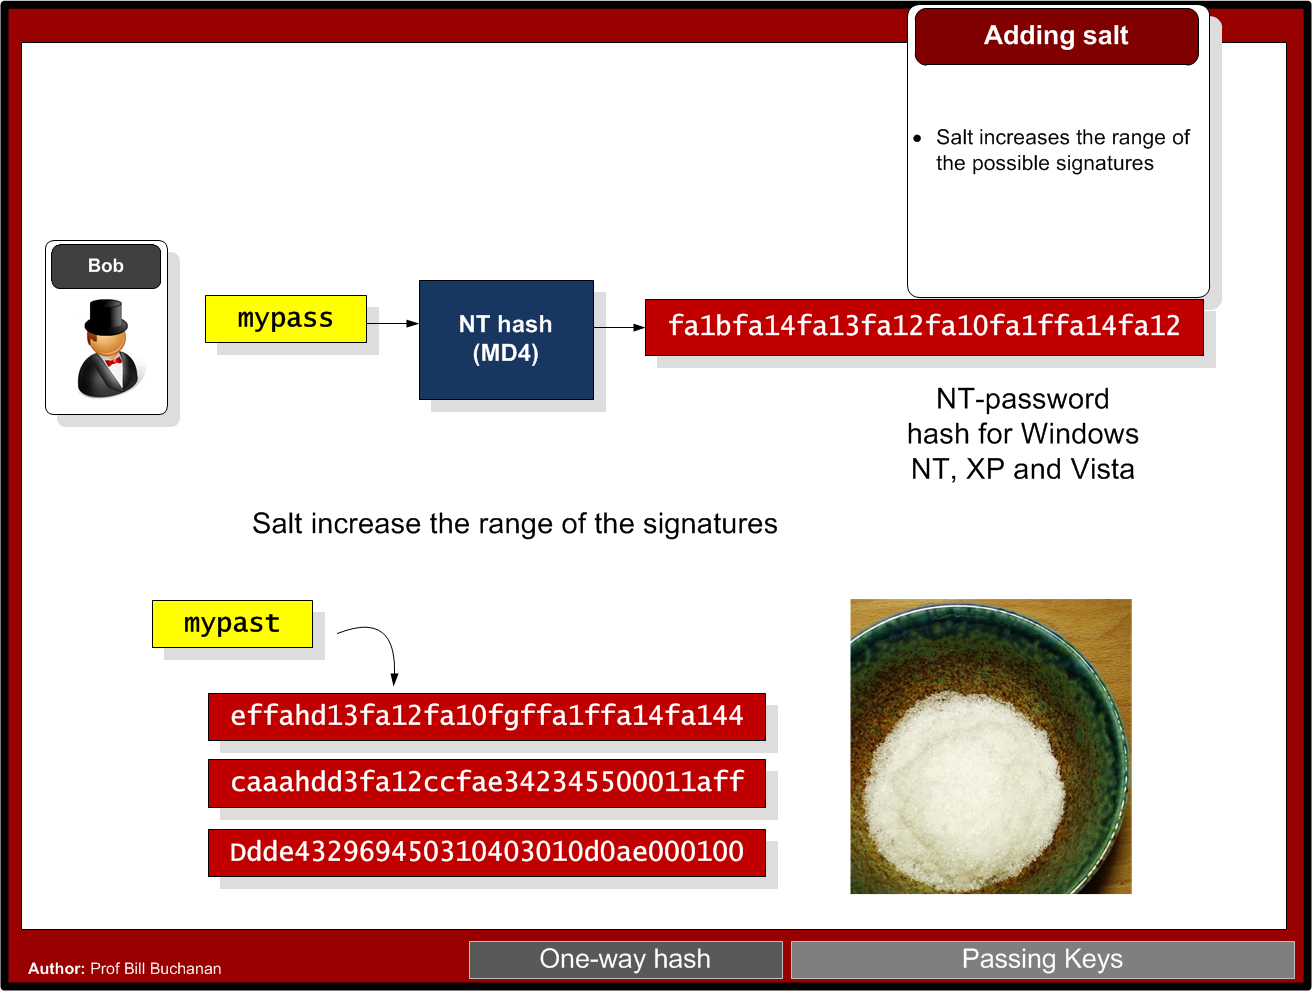 Adding salt
• Salt increases the range of
the possible signatures
Bob
mypass
NT hash
(MD4)
fa1bfa14fa13fa12fa10fa1ffa14fa12
NT-password
hash for Windows
NT, XP and Vista
Salt increase the range of the signatures
mypast
effahd13fa12fa10fgffa1ffa14fa144
caaahdd3fa12ccfae342345500011aff
Ddde432969450310403010d0ae000100
Author: Prof Bill Buchanan
One-way hash
Passing Keys